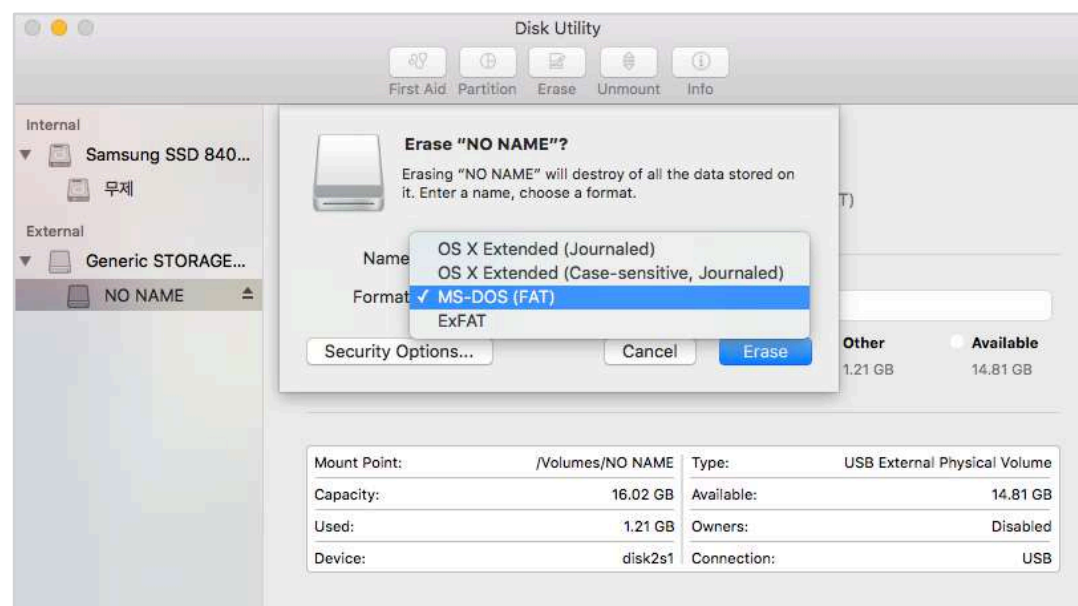 Disk Utility
First Aid Partition Erase Unmount Info
Internal
Samsung SSD 840...
무제
External
Generic STORAGE...
NO NAME
Erase “NO NAME”?
Erasing “NO NAME” will destroy of all the data stored on
it. Enter a name, choose a format.
T)
Name
OS X Extended (Journaled)
OS X Extended (Case-sensitive, Journaled)
Format ✓ MS-DOS (FAT)
ExFAT
Security Options... Cancel Erase
Other Available
1.21 GB 14.81 GB
Mount Point: /Volumes/NO NAME Type: USB External Physical Volume
Capacity: 16.02 GB Available: 14.81 GB
Used: 1.21 GB Owners: Disabled
Device: disk2s1 Connection: USB